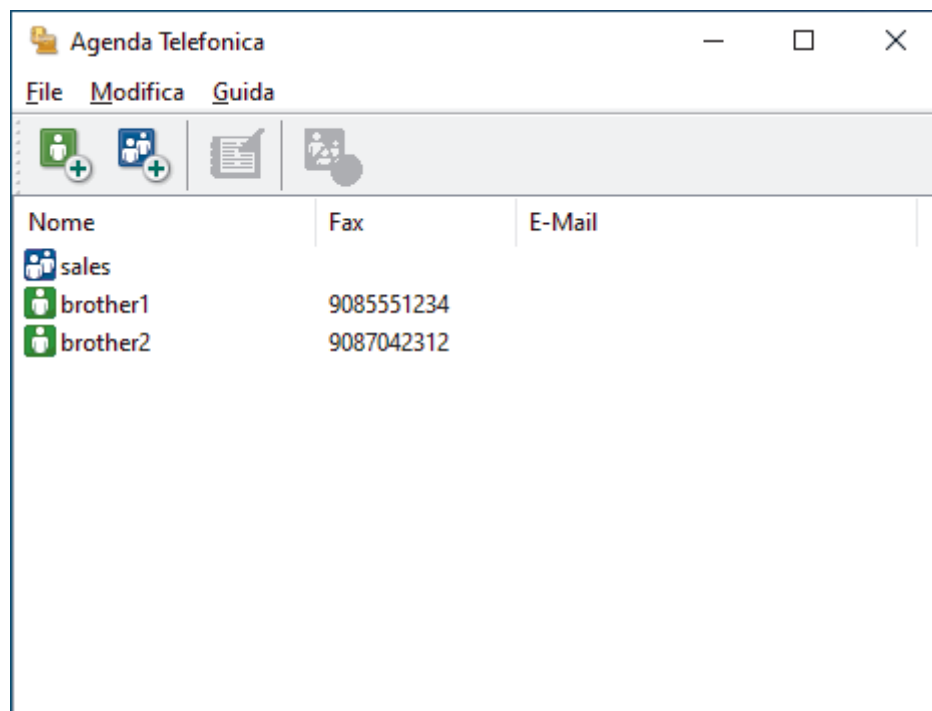 Agenda Telefonica
File Modifica Guida
Nome Fax E-Mail
sales
brother1 9085551234
brother2 9087042312